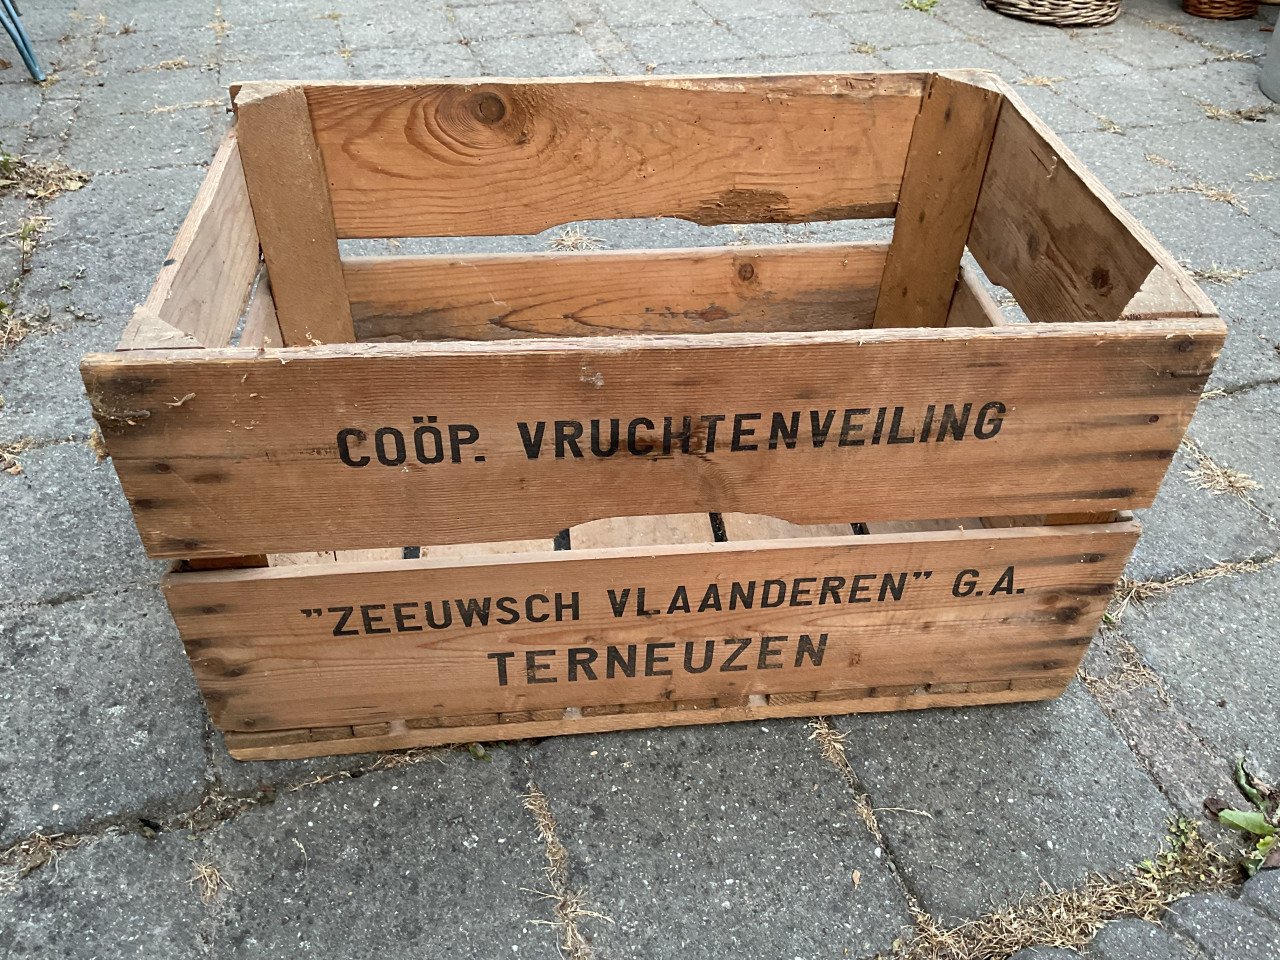 COÖP. VRUCHTENVEILING
”ZEEUWSCH VLAANDEREN” G.A.
TERNEUZEN